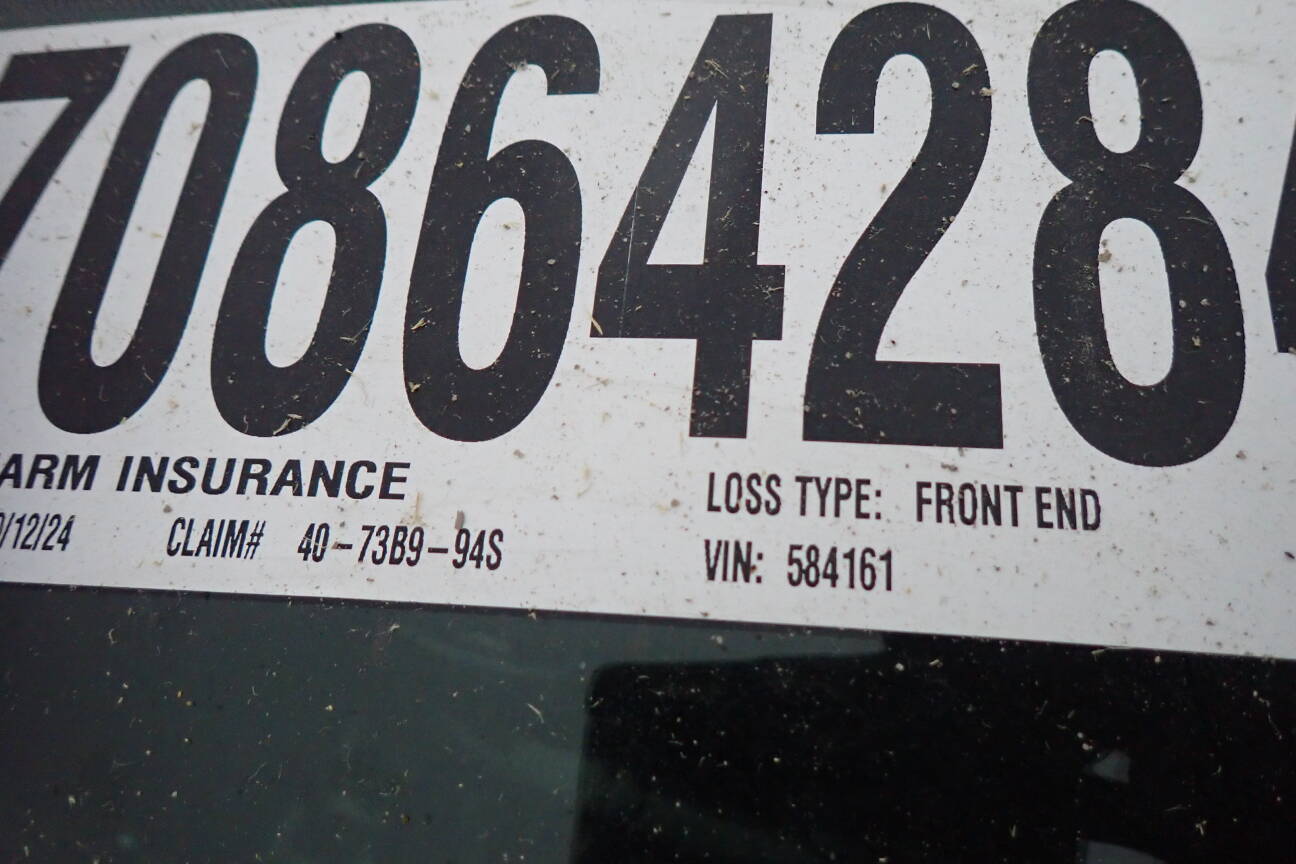 7086428
ARM INSURANCE
/12/24 CLAIM# 40-73B9-94S
LOSS TYPE: FRONT END
VIN: 584161